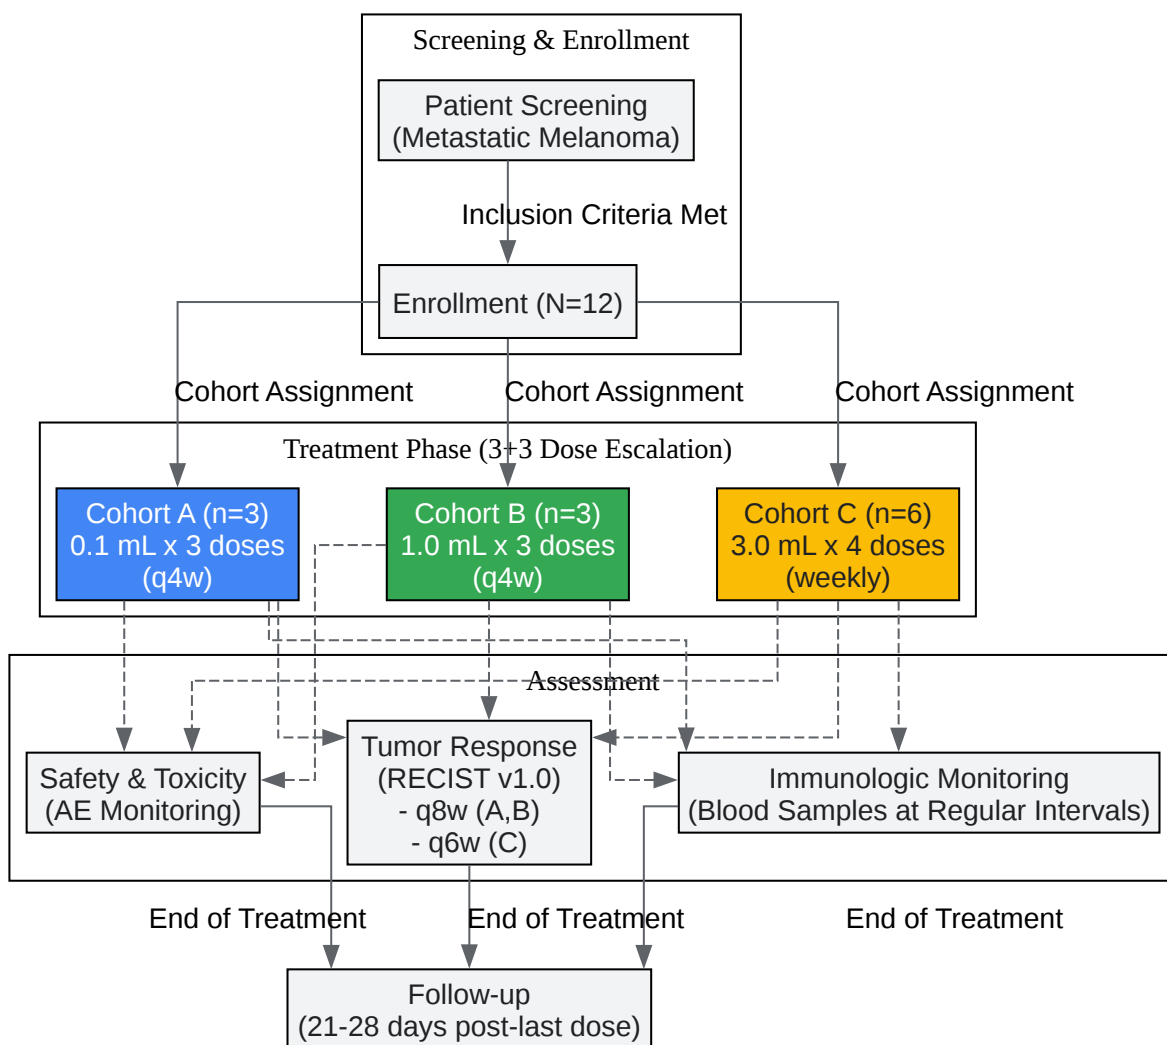 Screening & Enrollment
Patient Screening
(Metastatic Melanoma)
Inclusion Criteria Met
Enrollment (N=12)
Cohort Assignment
Cohort Assignment
Cohort Assignment
Treatment Phase (3+3 Dose Escalation)
Cohort A (n=3)
0.1 mL x 3 doses
(q4w)
Cohort B (n=3)
1.0 mL x 3 doses
(q4w)
Cohort C (n=6)
3.0 mL x 4 doses
(weekly)
Assessment
Safety & Toxicity
(AE Monitoring)
Tumor Response
(RECIST v1.0)
- q8w (A,B)
- q6w (C)
Immunologic Monitoring
(Blood Samples at Regular Intervals)
End of Treatment
End of Treatment
End of Treatment
Follow-up
(21-28 days post-last dose)